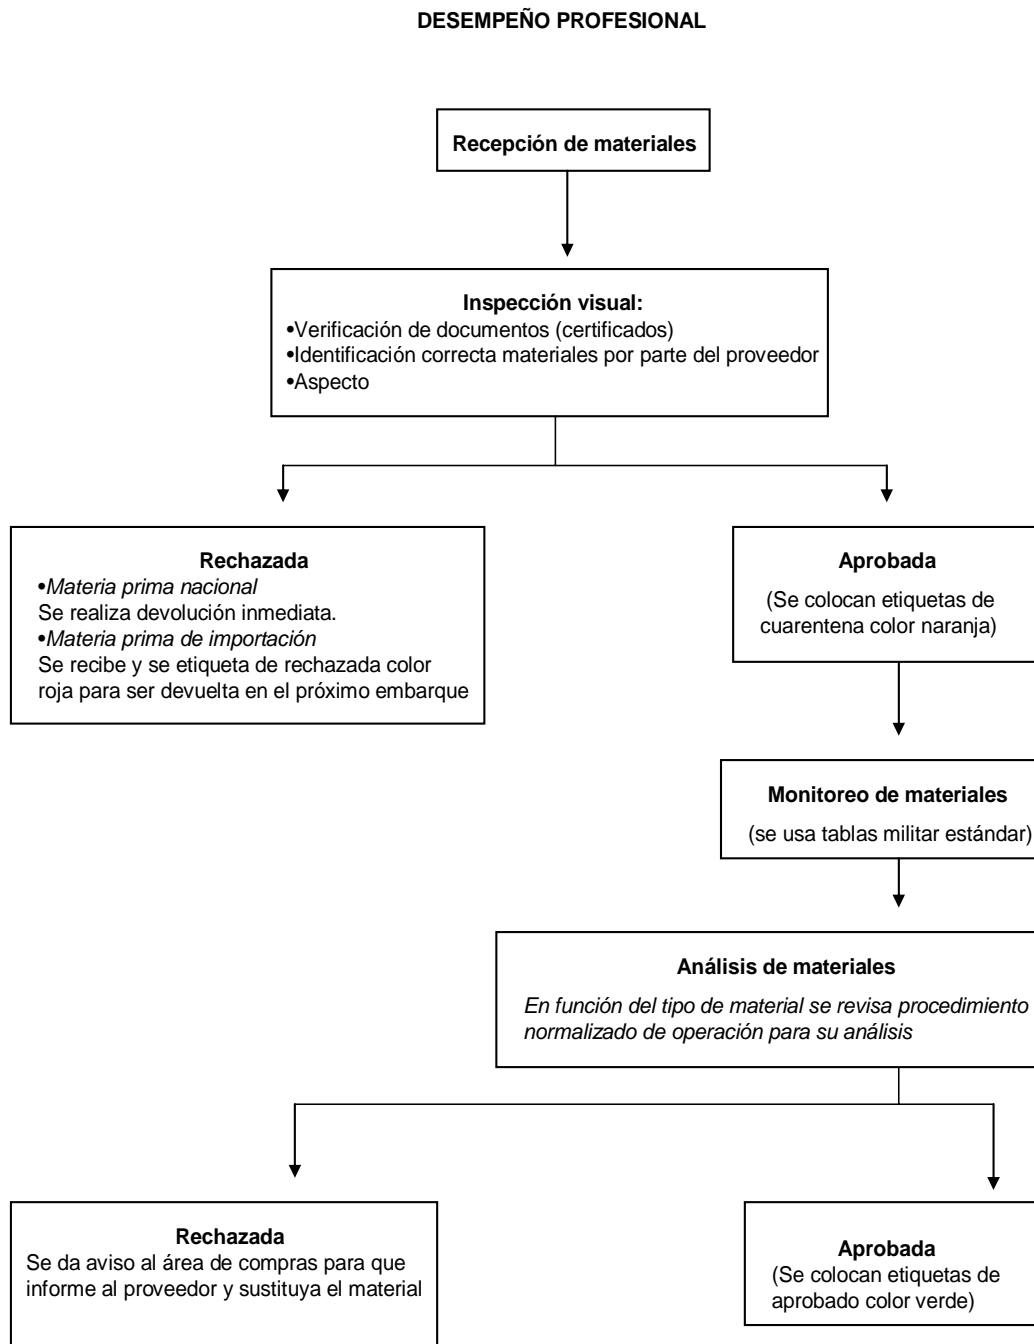 DESEMPEÑO PROFESIONAL
Recepción de materiales
Inspección visual:
•Verificación de documentos (certificados)
•Identificación correcta materiales por parte del proveedor
•Aspecto
Rechazada
•Materia prima nacional
Se realiza devolución inmediata.
•Materia prima de importación
Se recibe y se etiqueta de rechazada color
roja para ser devuelta en el próximo embarque
Aprobada
(Se colocan etiquetas de
cuarentena color naranja)
Monitoreo de materiales
(se usa tablas militar estándar)
Análisis de materiales
En función del tipo de material se revisa procedimiento
normalizado de operación para su análisis
Rechazada
Se da aviso al área de compras para que
informe al proveedor y sustituya el material
Aprobada
(Se colocan etiquetas de
aprobado color verde)